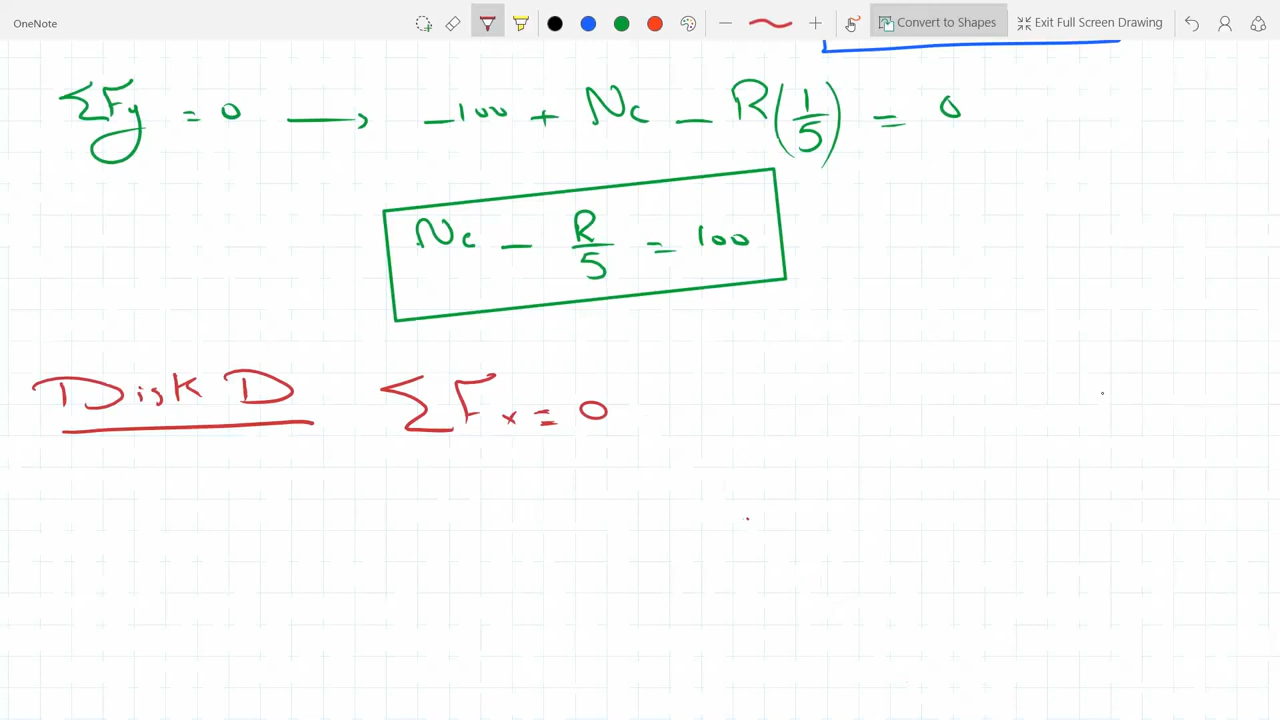 OneNote
Convert to Shapes
Exit Full Screen Drawing
ΣFy = 0 → -100 + Nc - R(1/5) = 0
Nc - R/5 = 100
Disk D ΣFx = 0